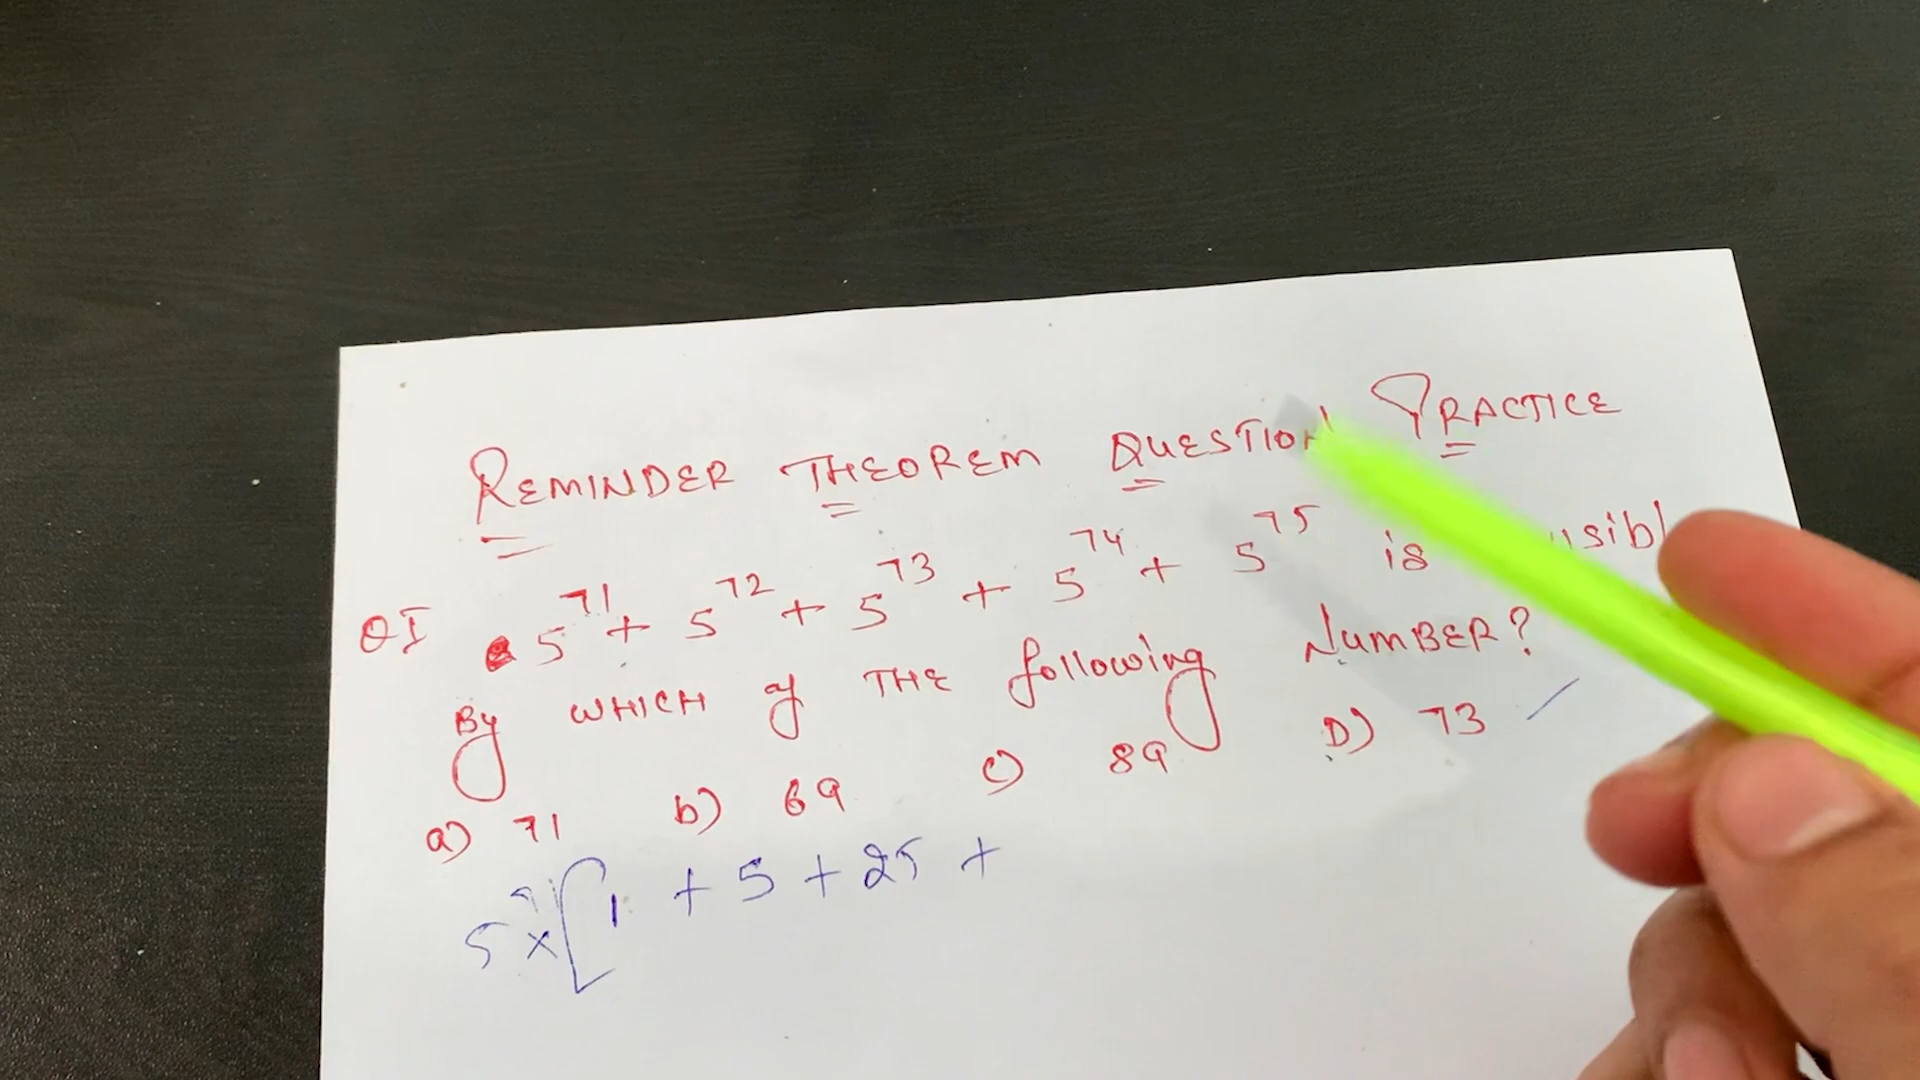 REMINDER THEOREM QUESTION PRACTICE
Q1 5^71 + 5^72 + 5^73 + 5^74 + 5^75 is
By WHICH of THE following NUMBER?
a) 71 b) 69 c) 89 D) 73
5^71 × [1 + 5 + 25 +